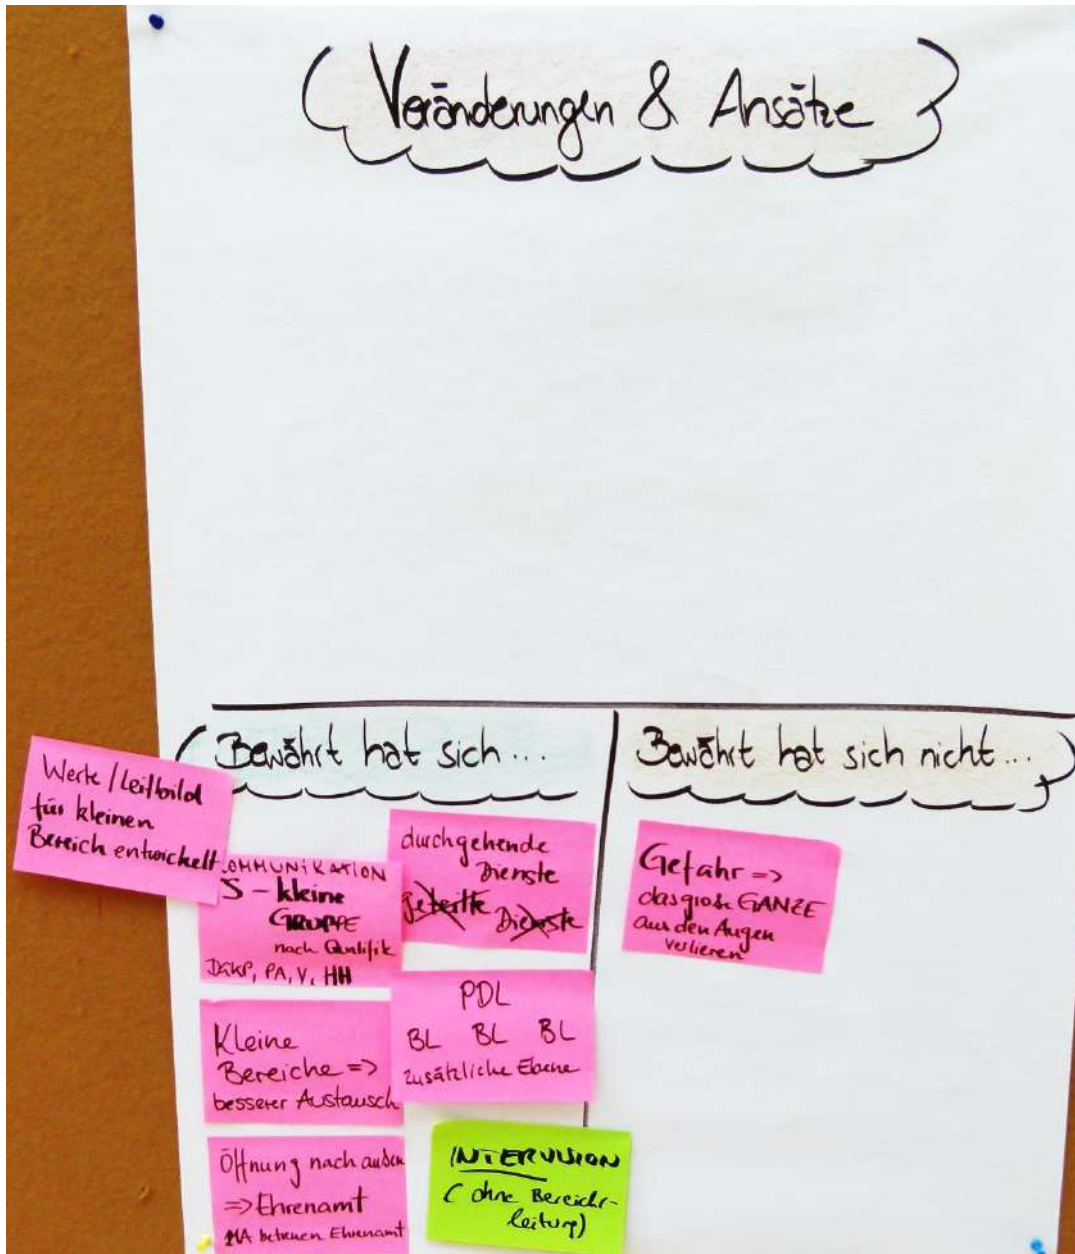 Veränderungen & Ansätze
Bewährt hat sich...
Werte/Leitbild
für kleinen
Bereich entwickelt
KOMMUNIKATION
S - kleine
GRUPPE
nach Qualifik
DGKP, PA, V, HH
durchgehende
Dienste
geteilte
Dienste
Kleine
Bereiche =>
besserer Austausch
PDL
BL BL BL
zusätzliche Ebene
Öffnung nach außen
=> Ehrenamt
MA betreuen Ehrenamt
INTERVISION
(ohne Bereichs-
leitung)
Bewährt hat sich nicht...
Gefahr =>
das große GANZE
aus den Augen
verlieren